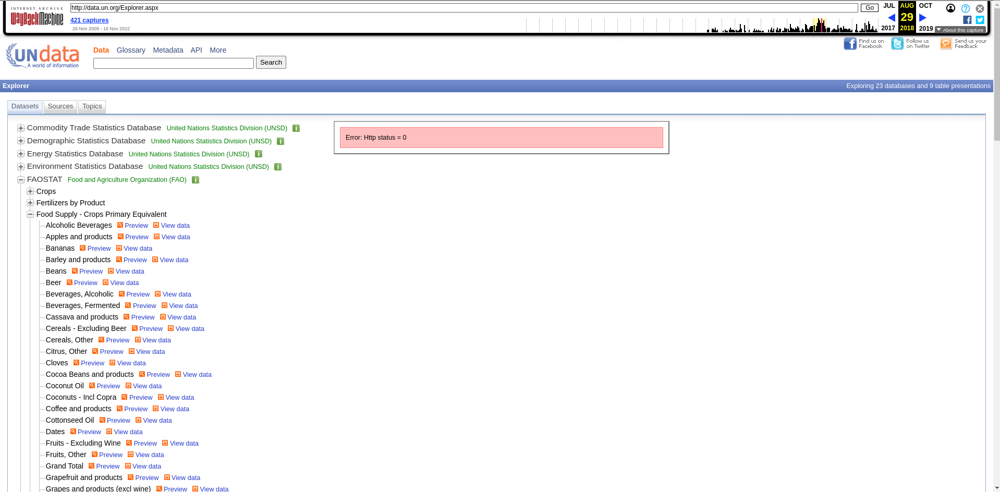 INTERNET ARCHIVE
WayBackMachine
http://data.un.org/Explorer.aspx
Go
JUL AUG OCT
421 captures
29
26 Nov 2009 - 16 Nov 2022
2017 2018 2019
About this capture
Find us on Facebook
Follow us on Twitter
Send us your Feedback
UNdata
A world of information
Data Glossary Metadata API More
Search
Explorer
Exploring 23 databases and 9 table presentations
Datasets Sources Topics
Commodity Trade Statistics Database United Nations Statistics Division (UNSD)
Demographic Statistics Database United Nations Statistics Division (UNSD)
Energy Statistics Database United Nations Statistics Division (UNSD)
Environment Statistics Database United Nations Statistics Division (UNSD)
FAOSTAT Food and Agriculture Organization (FAO)
Error: Http status = 0
Crops
Fertilizers by Product
Food Supply - Crops Primary Equivalent
Alcoholic Beverages Preview View data
Apples and products Preview View data
Bananas Preview View data
Barley and products Preview View data
Beans Preview View data
Beer Preview View data
Beverages, Alcoholic Preview View data
Beverages, Fermented Preview View data
Cassava and products Preview View data
Cereals - Excluding Beer Preview View data
Cereals, Other Preview View data
Citrus, Other Preview View data
Cloves Preview View data
Cocoa Beans and products Preview View data
Coconut Oil Preview View data
Coconuts - Incl Copra Preview View data
Coffee and products Preview View data
Cottonseed Oil Preview View data
Dates Preview View data
Fruits - Excluding Wine Preview View data
Fruits, Other Preview View data
Grand Total Preview View data
Grapefruit and products Preview View data
Grapes and products (excl wine) Preview View data